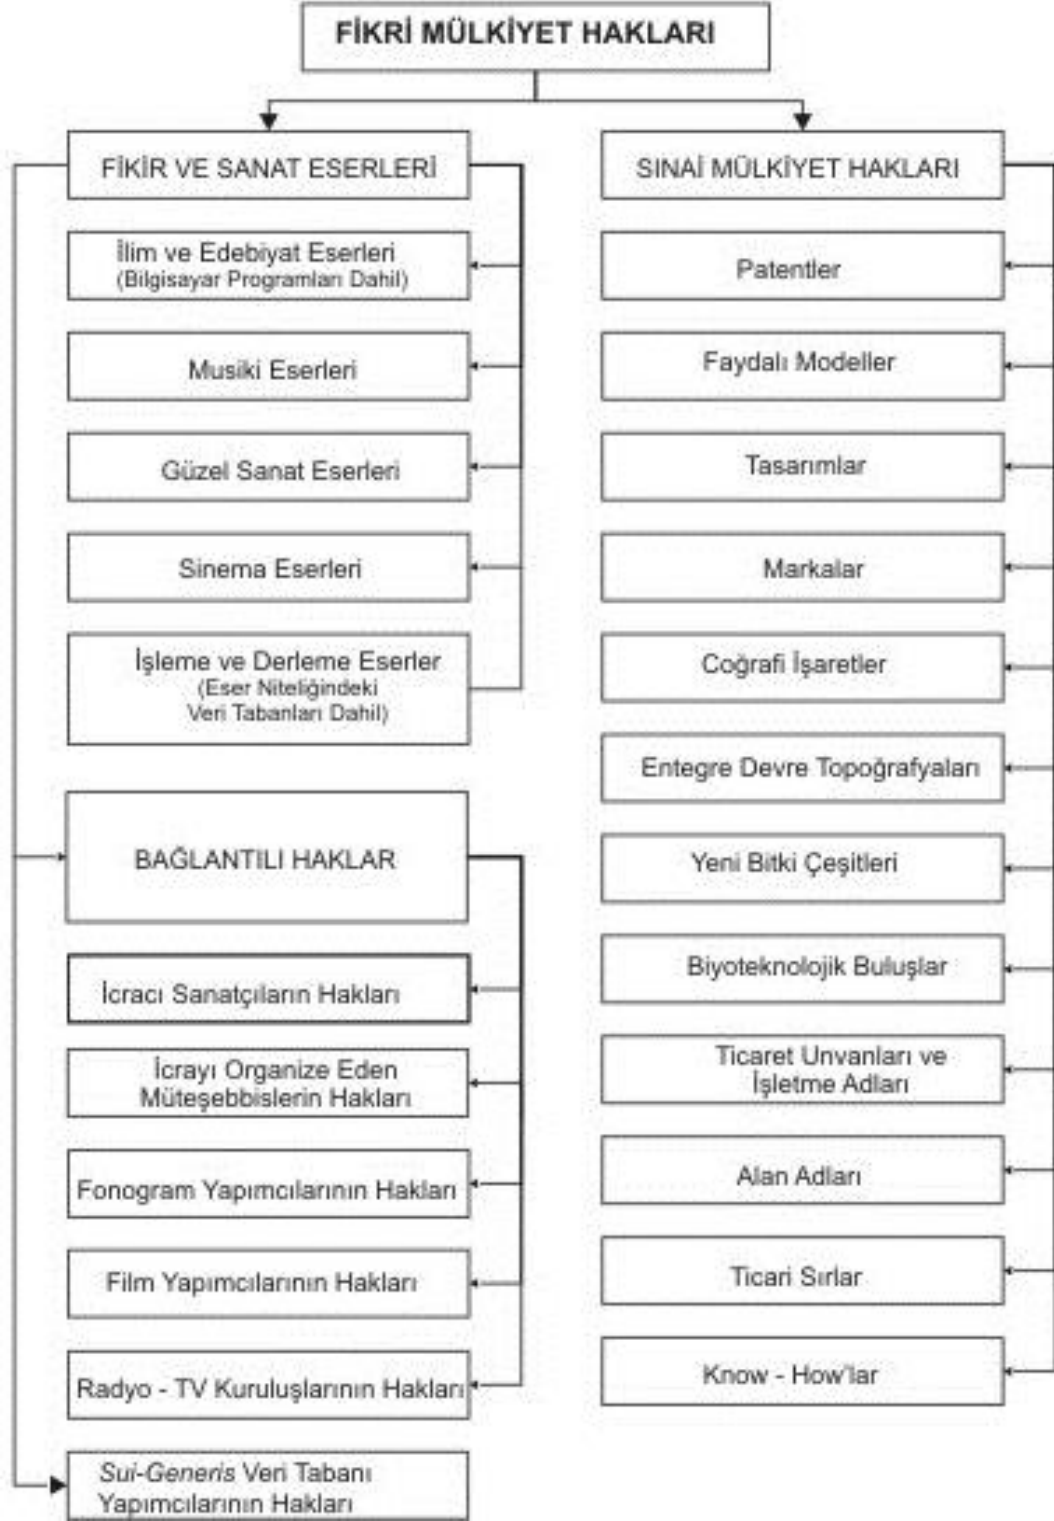 FİKRİ MÜLKİYET HAKLARI
FİKİR VE SANAT ESERLERİ
İlim ve Edebiyat Eserleri
(Bilgisayar Programları Dahil)
Musiki Eserleri
Güzel Sanat Eserleri
Sinema Eserleri
İşleme ve Derleme Eserler
(Eser Niteliğindeki
Veri Tabanları Dahil)
BAĞLANTILI HAKLAR
İcracı Sanatçıların Hakları
İcrayı Organize Eden
Müteşebbislerin Hakları
Fonogram Yapımcılarının Hakları
Film Yapımcılarının Hakları
Radyo - TV Kuruluşlarının Hakları
Sui-Generis Veri Tabanı
Yapımcılarının Hakları
SINAİ MÜLKİYET HAKLARI
Patentler
Faydalı Modeller
Tasarımlar
Markalar
Coğrafi İşaretler
Entegre Devre Topoğrafyaları
Yeni Bitki Çeşitleri
Biyoteknolojik Buluşlar
Ticaret Unvanları ve
İşletme Adları
Alan Adları
Ticari Sırlar
Know - How'lar